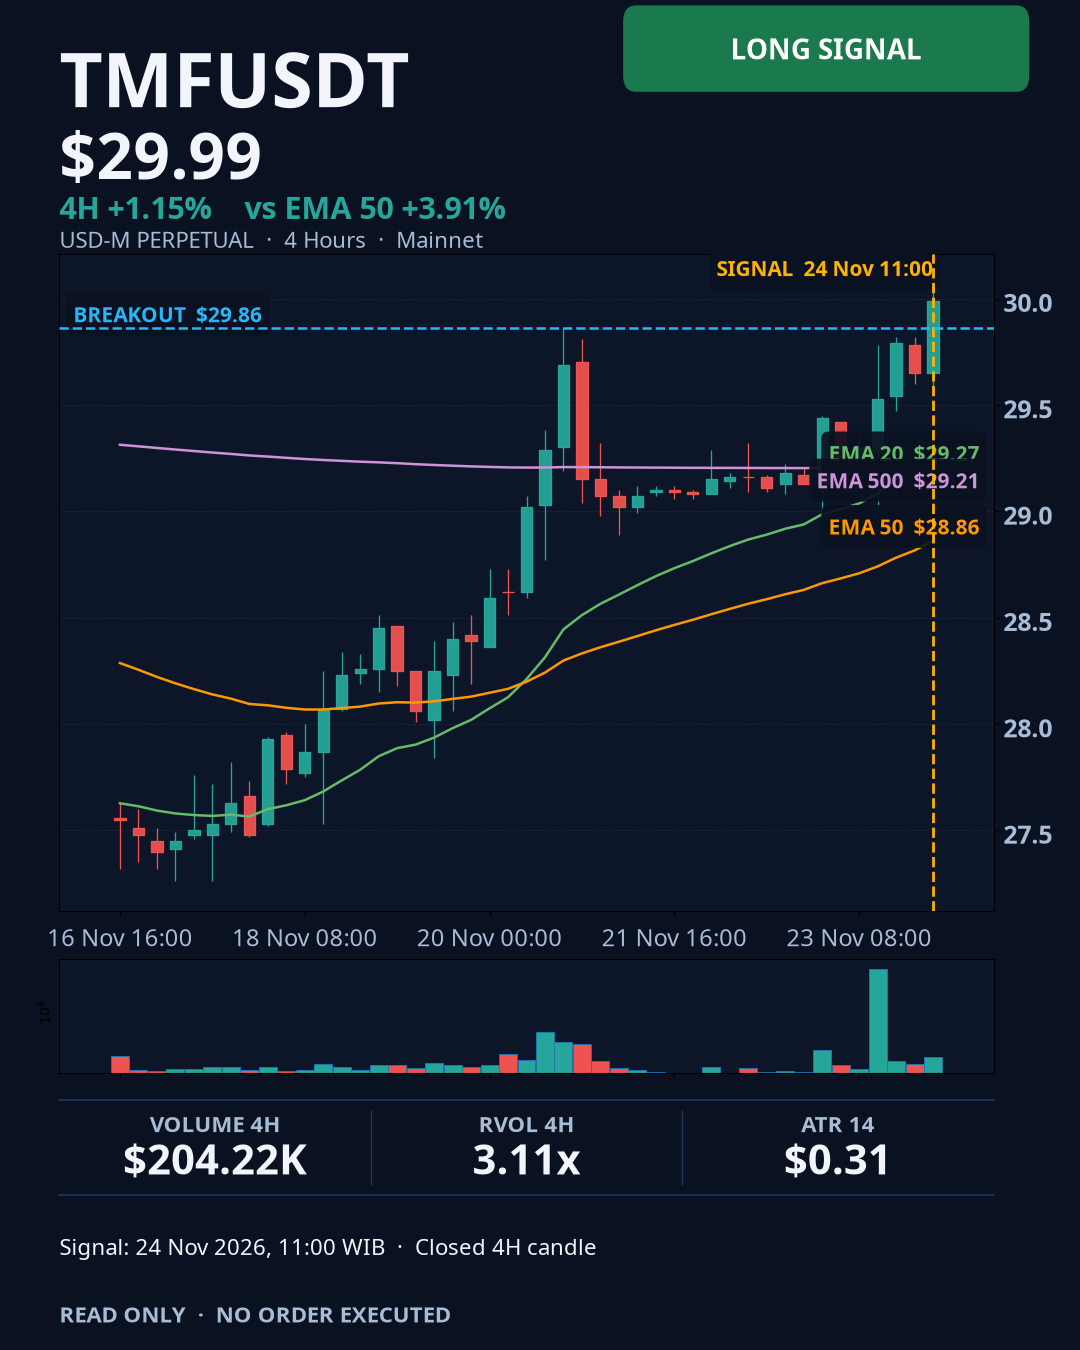 LONG SIGNAL
TMFUSDT
$29.99
4H +1.15% vs EMA 50 +3.91%
USD-M PERPETUAL · 4 Hours · Mainnet
SIGNAL 24 Nov 11:00
BREAKOUT $29.86
30.0
29.5
EMA 20 $29.27
EMA 500 $29.21
29.0
EMA 50 $28.86
28.5
28.0
27.5
16 Nov 16:00 18 Nov 08:00 20 Nov 00:00 21 Nov 16:00 23 Nov 08:00
10⁶
VOLUME 4H RVOL 4H ATR 14
$204.22K 3.11x $0.31
Signal: 24 Nov 2026, 11:00 WIB · Closed 4H candle
READ ONLY · NO ORDER EXECUTED